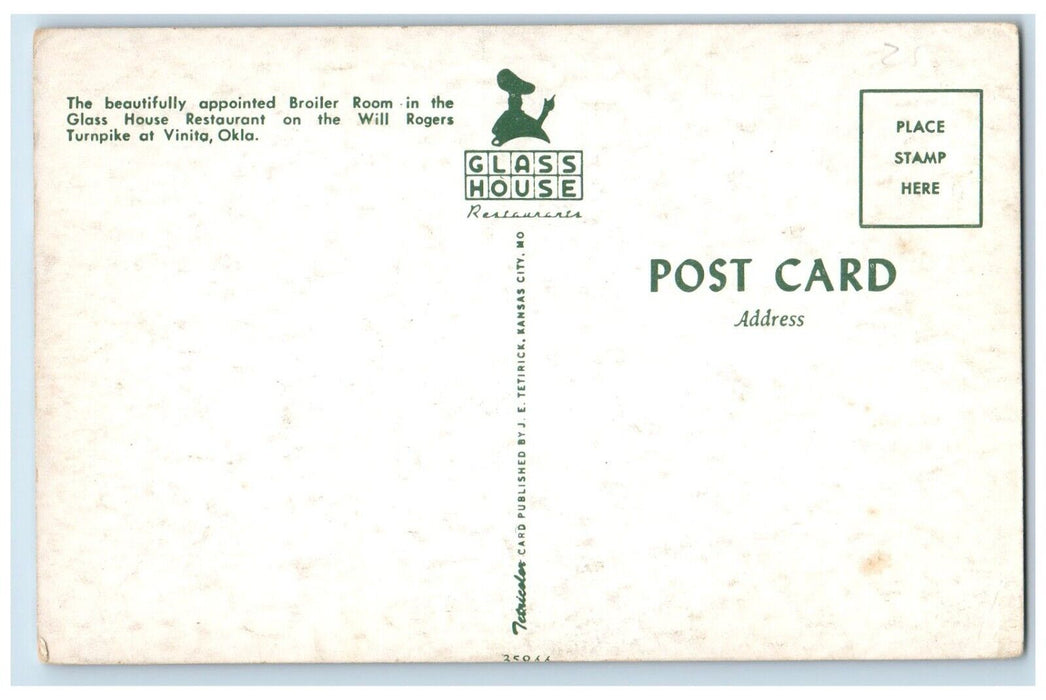 The beautifully appointed Broiler Room in the
Glass House Restaurant on the Will Rogers
Turnpike at Vinita, Okla.
GLASS
HOUSE
Restaurants
PLACE
STAMP
HERE
POST CARD
Address
Tetricolor CARD PUBLISHED BY J. E. TETIRICK, KANSAS CITY, MO